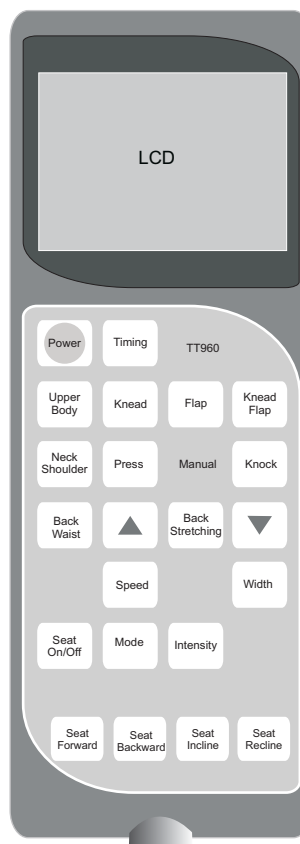 LCD
Power
Timing
TT960
Upper
Body
Knead
Flap
Knead
Flap
Neck
Shoulder
Press
Manual
Knock
Back
Waist
Back
Stretching
Speed
Width
Seat
On/Off
Mode
Intensity
Seat
Forward
Seat
Backward
Seat
Incline
Seat
Recline